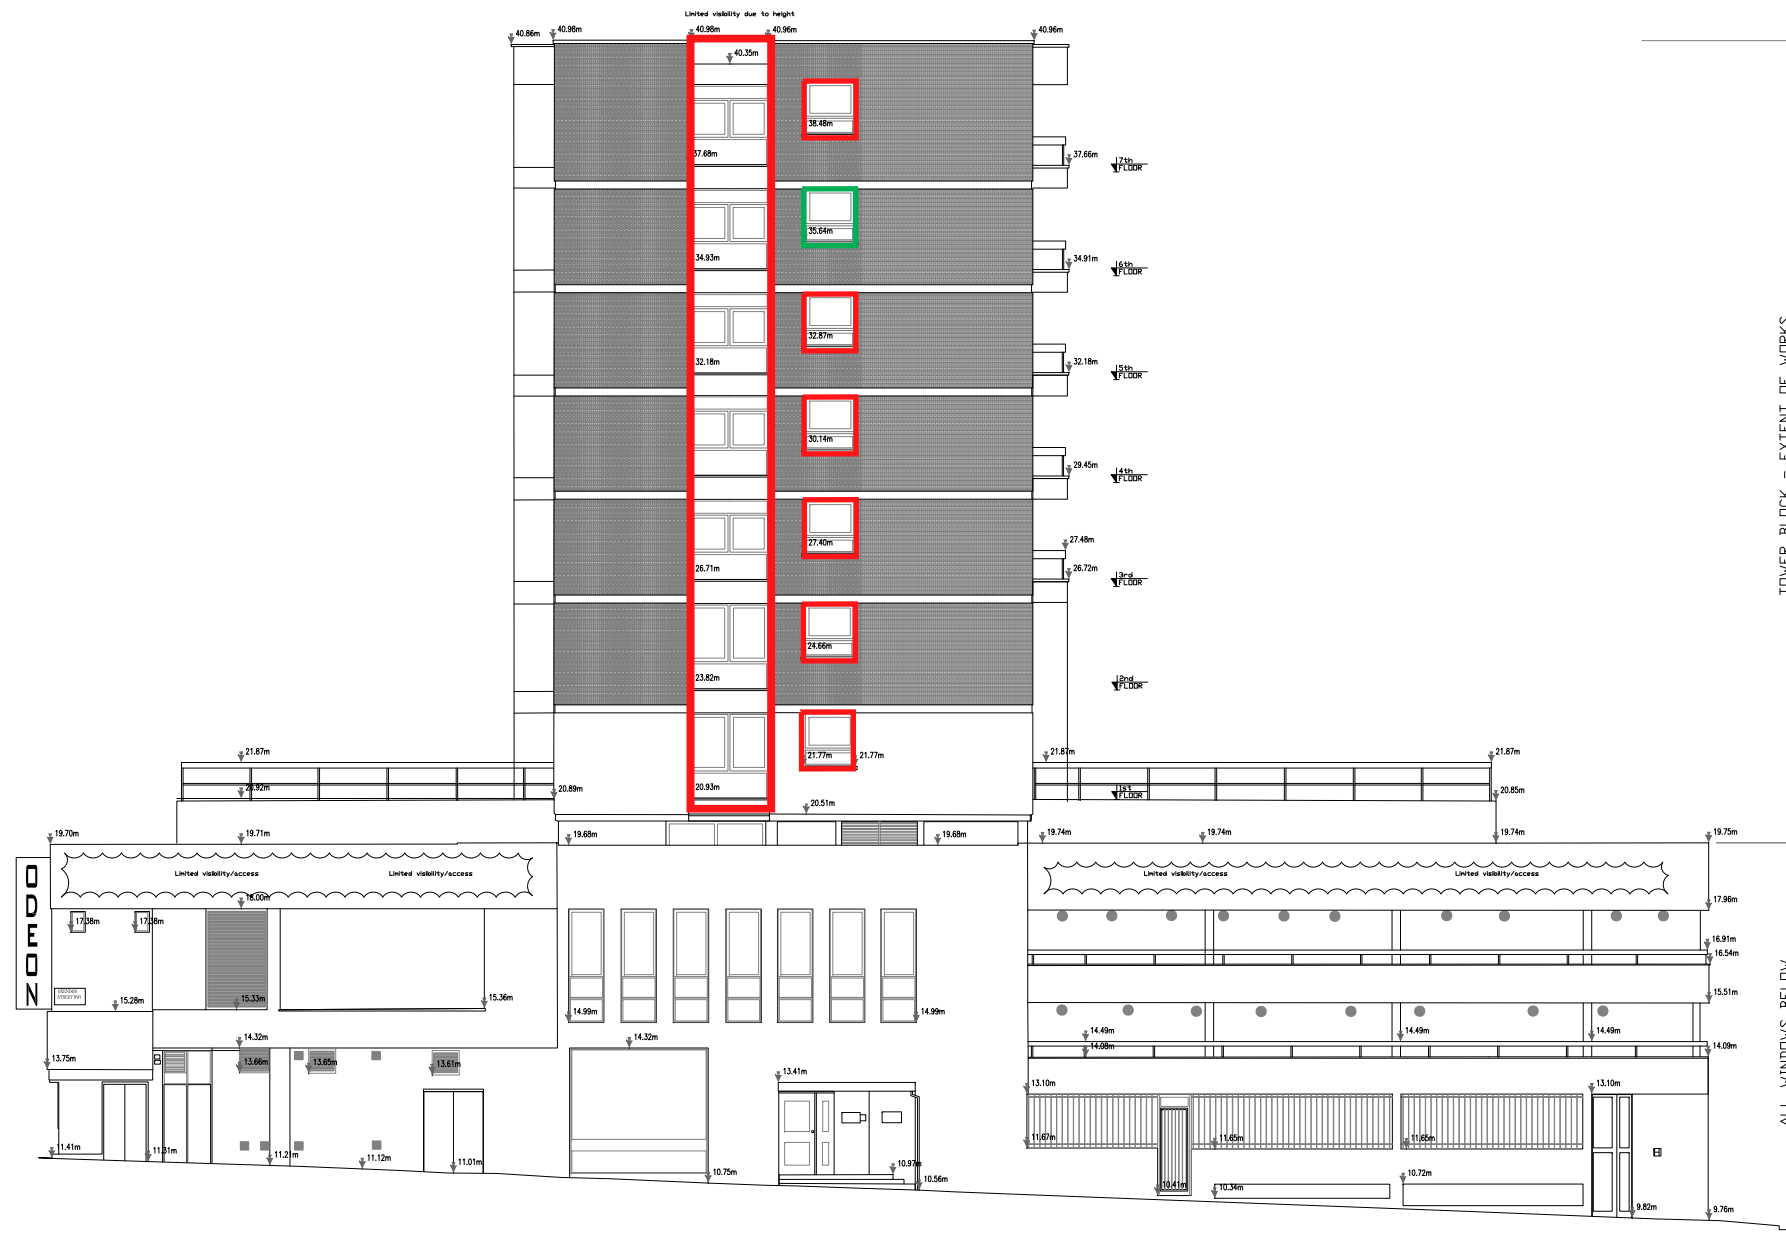 Limited visibility due to height
40.86m
40.98m
40.98m
40.96m
40.96m
40.35m
38.48m
37.68m
37.66m
7th
FLOOR
35.64m
34.93m
34.91m
6th
FLOOR
32.87m
32.18m
32.18m
5th
FLOOR
30.14m
29.45m
4th
FLOOR
27.40m
27.48m
26.71m
26.72m
3rd
FLOOR
24.66m
23.82m
2nd
FLOOR
21.87m
21.77m
21.77m
21.87m
21.87m
20.92m
20.89m
20.93m
1st
FLOOR
20.85m
20.51m
19.70m
19.71m
19.68m
19.68m
19.74m
19.74m
19.74m
19.75m
ODEON
Limited visibility/access
Limited visibility/access
Limited visibility/access
Limited visibility/access
18.00m
17.96m
17.38m
17.38m
16.91m
16.54m
OXENDON
STREET SW1
15.28m
15.33m
15.36m
15.51m
14.99m
14.99m
14.32m
14.32m
14.49m
14.49m
14.49m
14.08m
14.09m
13.75m
13.66m
13.65m
13.61m
13.41m
13.10m
13.10m
11.41m
11.31m
11.21m
11.12m
11.01m
10.75m
10.97m
10.56m
11.67m
11.65m
11.65m
10.41m
10.34m
10.72m
9.82m
9.76m
TOWER BLOCK - EXTENT OF WORKS
ALL WINDOWS BELOW